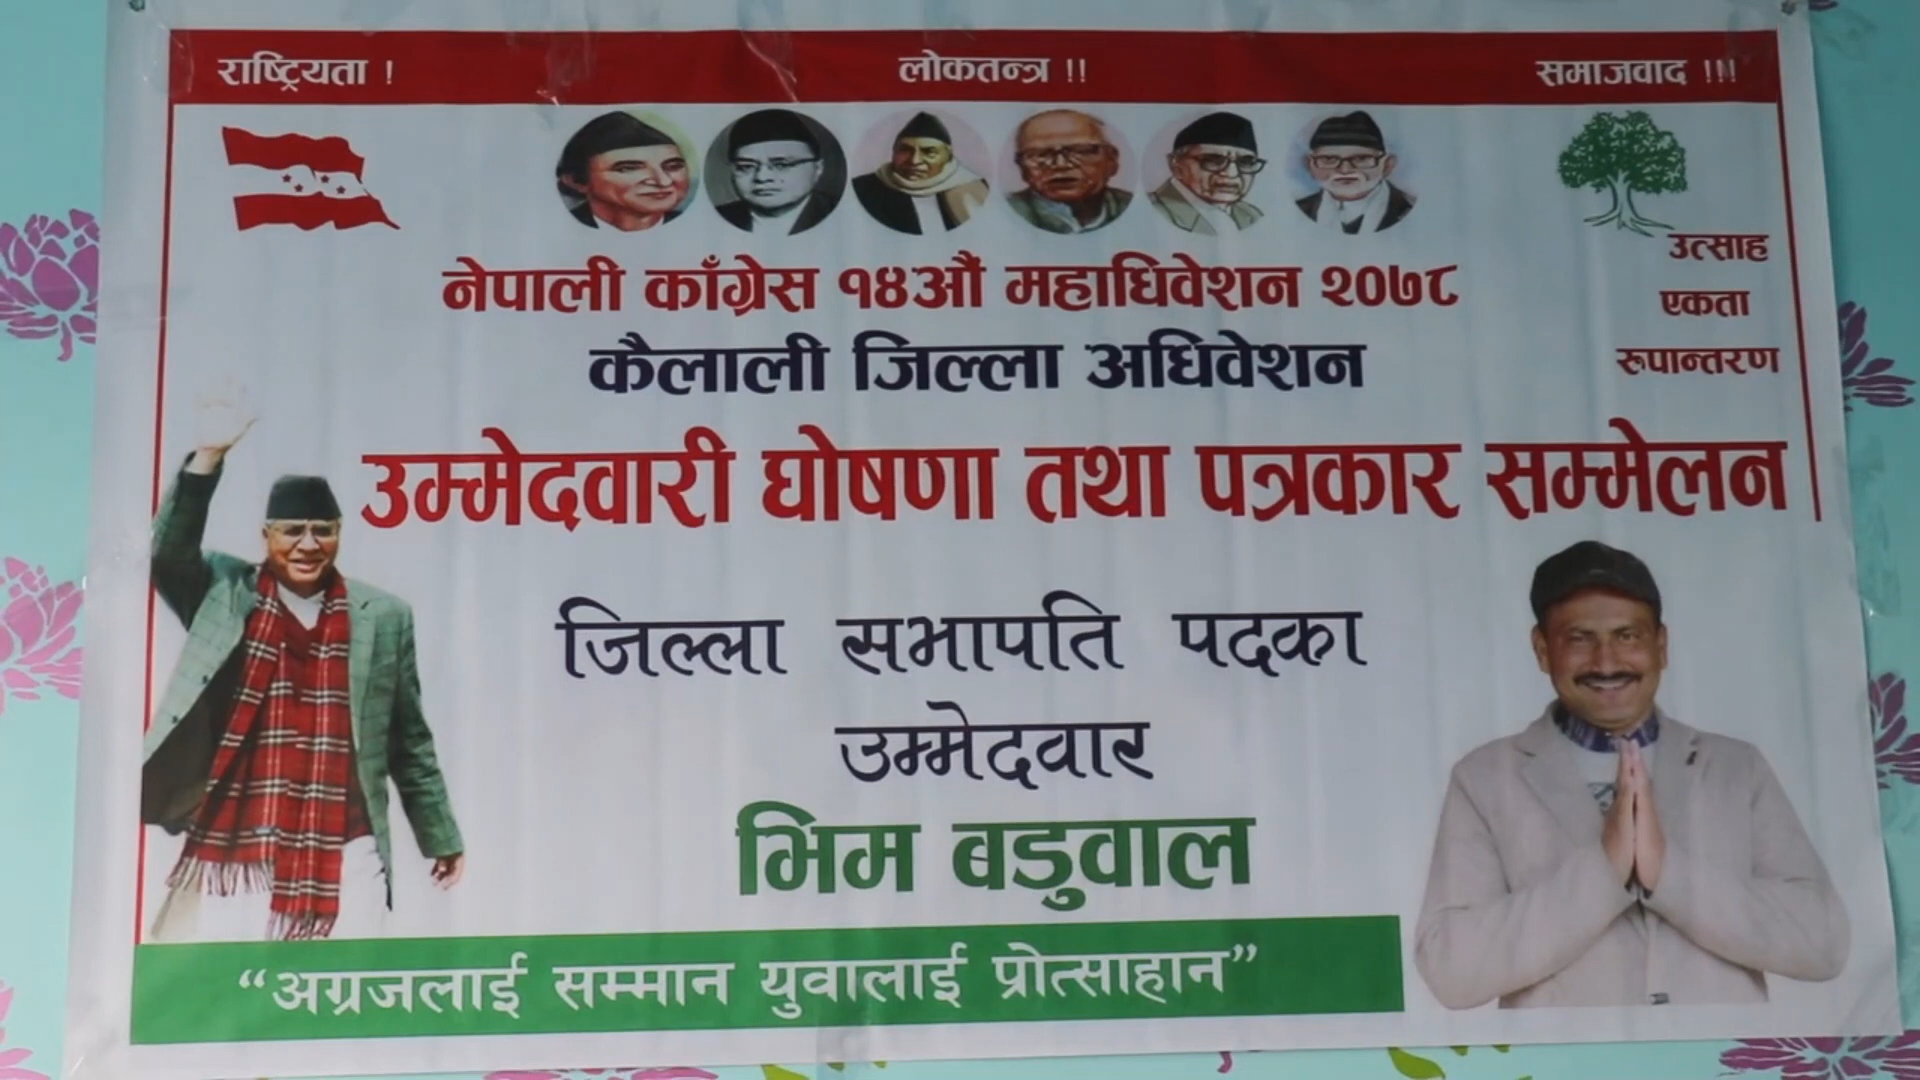 राष्ट्रियता ! लोकतन्त्र !! समाजवाद !!!
नेपाली काँग्रेस १४औं महाधिवेशन २०७८
कैलाली जिल्ला अधिवेशन
उत्साह
एकता
रुपान्तरण
उम्मेदवारी घोषणा तथा पत्रकार सम्मेलन
जिल्ला सभापति पदका
उम्मेदवार
भिम बडुवाल
“अग्रजलाई सम्मान युवालाई प्रोत्साहान”